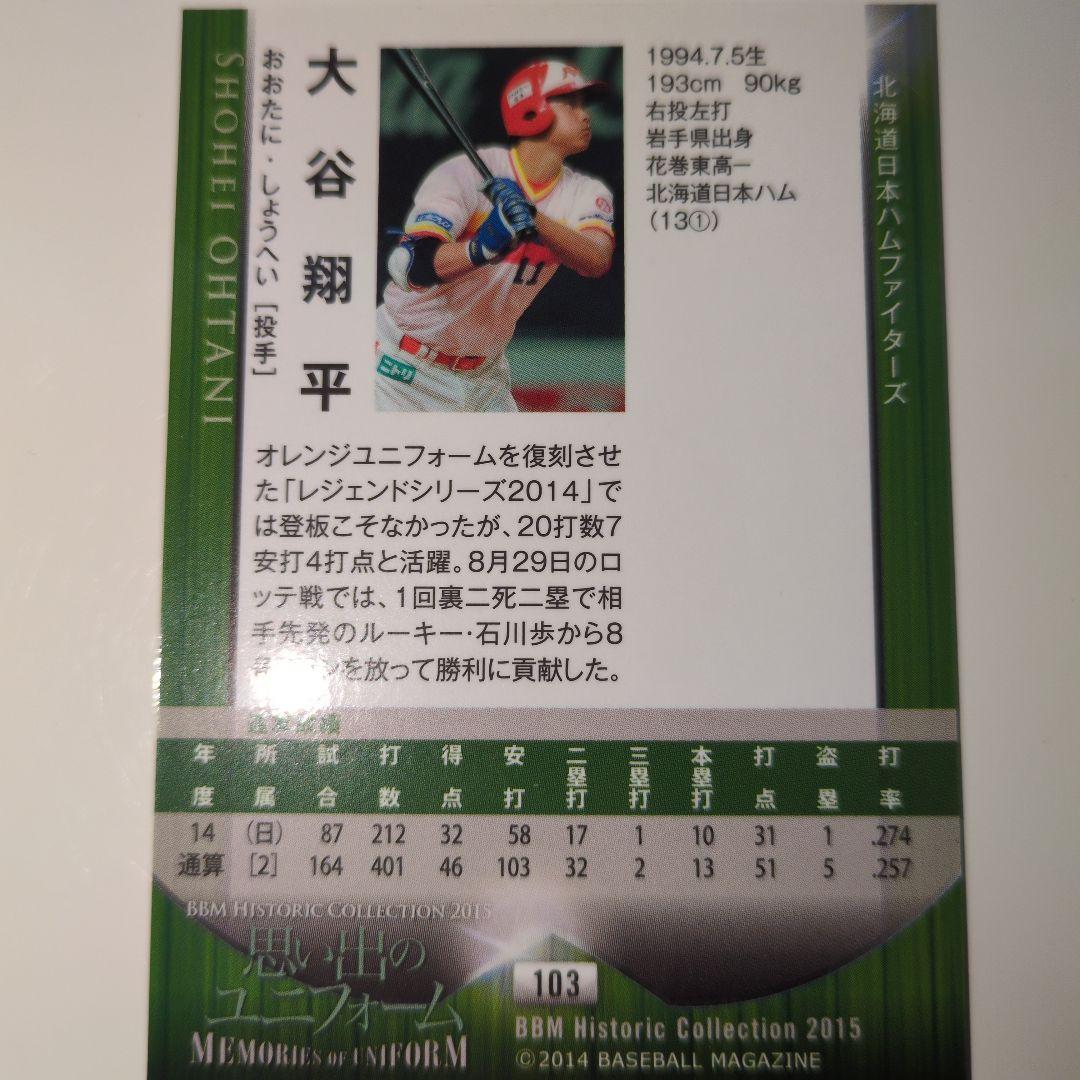 SHOHEI OHTANI
おおたに・しょうへい [投手]
大谷翔平
11
1994.7.5生
193cm 90kg
右投左打
岩手県出身
花巻東高ー
北海道日本ハム
(13①)
北海道日本ハムファイターズ
オレンジユニフォームを復刻させ
た「レジェンドシリーズ2014」で
は登板こそなかったが、20打数7
安打4打点と活躍。8月29日のロ
ッテ戦では、1回裏二死二塁で相
手先発のルーキー・石川歩から8
ンを放って勝利に貢献した。
年度 所属 試合 打数 得点 安打 二塁打 三塁打 本塁打 打点 盗塁 打率
14 (日) 87 212 32 58 17 1 10 31 1 .274
通算 [2] 164 401 46 103 32 2 13 51 5 .257
BBM HISTORIC COLLECTION 2015
思い出の
ユニフォーム
MEMORIES OF UNIFORM
103
BBM Historic Collection 2015
©2014 BASEBALL MAGAZINE